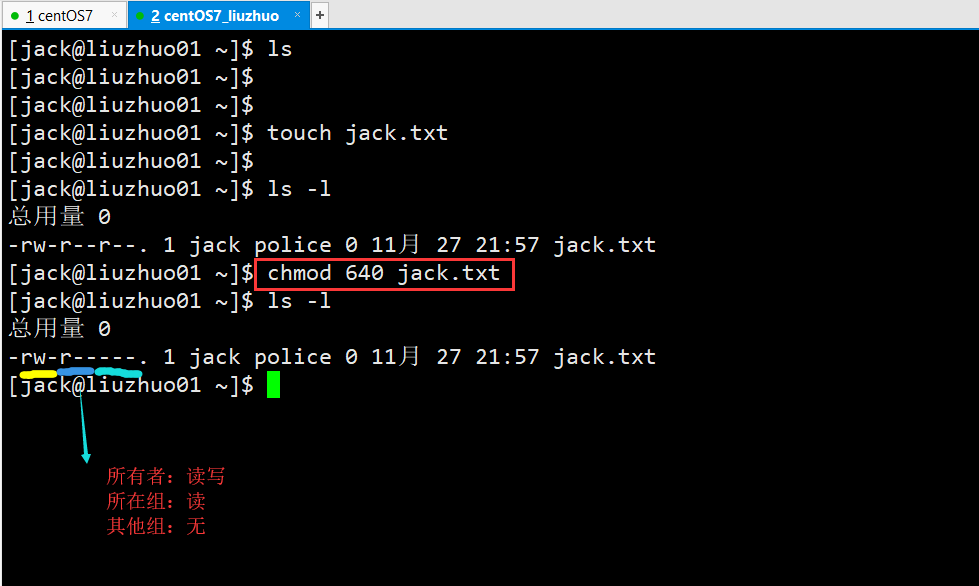 1 centOS7 × 2 centOS7_liuzhuo × +
[jack@liuzhuo01 ~]$ ls
[jack@liuzhuo01 ~]$
[jack@liuzhuo01 ~]$
[jack@liuzhuo01 ~]$ touch jack.txt
[jack@liuzhuo01 ~]$
[jack@liuzhuo01 ~]$ ls -l
总用量 0
-rw-r--r--. 1 jack police 0 11月 27 21:57 jack.txt
[jack@liuzhuo01 ~]$ chmod 640 jack.txt
[jack@liuzhuo01 ~]$ ls -l
总用量 0
-rw-r-----. 1 jack police 0 11月 27 21:57 jack.txt
[jack@liuzhuo01 ~]$
所有者：读写
所在组：读
其他组：无